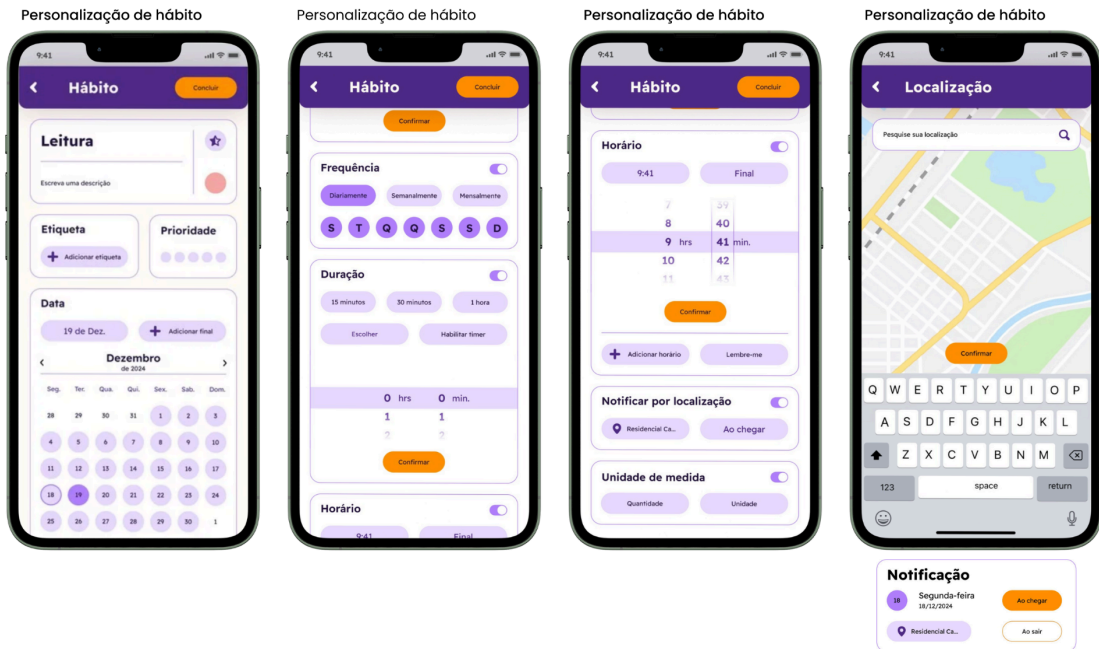 Personalização de hábito
9:41
Hábito
Concluir
Leitura
Escreva uma descrição
Etiqueta
Adicionar etiqueta
Prioridade
Data
19 de Dez.
Adicionar final
Dezembro
de 2024
Seg. Ter. Qua. Qui. Sex. Sab. Dom.
28 29 30 31 1 2 3
4 5 6 7 8 9 10
11 12 13 14 15 16 17
18 19 20 21 22 23 24
25 26 27 28 29 30 1
Personalização de hábito
9:41
Hábito
Concluir
Confirmar
Frequência
Diariamente Semanalmente Mensalmente
S T Q Q S S D
Duração
15 minutos 30 minutos 1 hora
Escolher Habilitar timer
0 hrs 0 min.
1 1
2 2
Confirmar
Horário
9:41 Final
Personalização de hábito
9:41
Hábito
Concluir
Horário
9:41 Final
7 39
8 40
9 hrs 41 min.
10 42
11 43
Confirmar
Adicionar horário Lembre-me
Notificar por localização
Residencial Ca... Ao chegar
Unidade de medida
Quantidade Unidade
Personalização de hábito
9:41
Localização
Pesquise sua localização
Confirmar
Q W E R T Y U I O P
A S D F G H J K L
Z X C V B N M
123 space return
Notificação
18 Segunda-feira
18/12/2024
Ao chegar
Residencial Ca... Ao sair